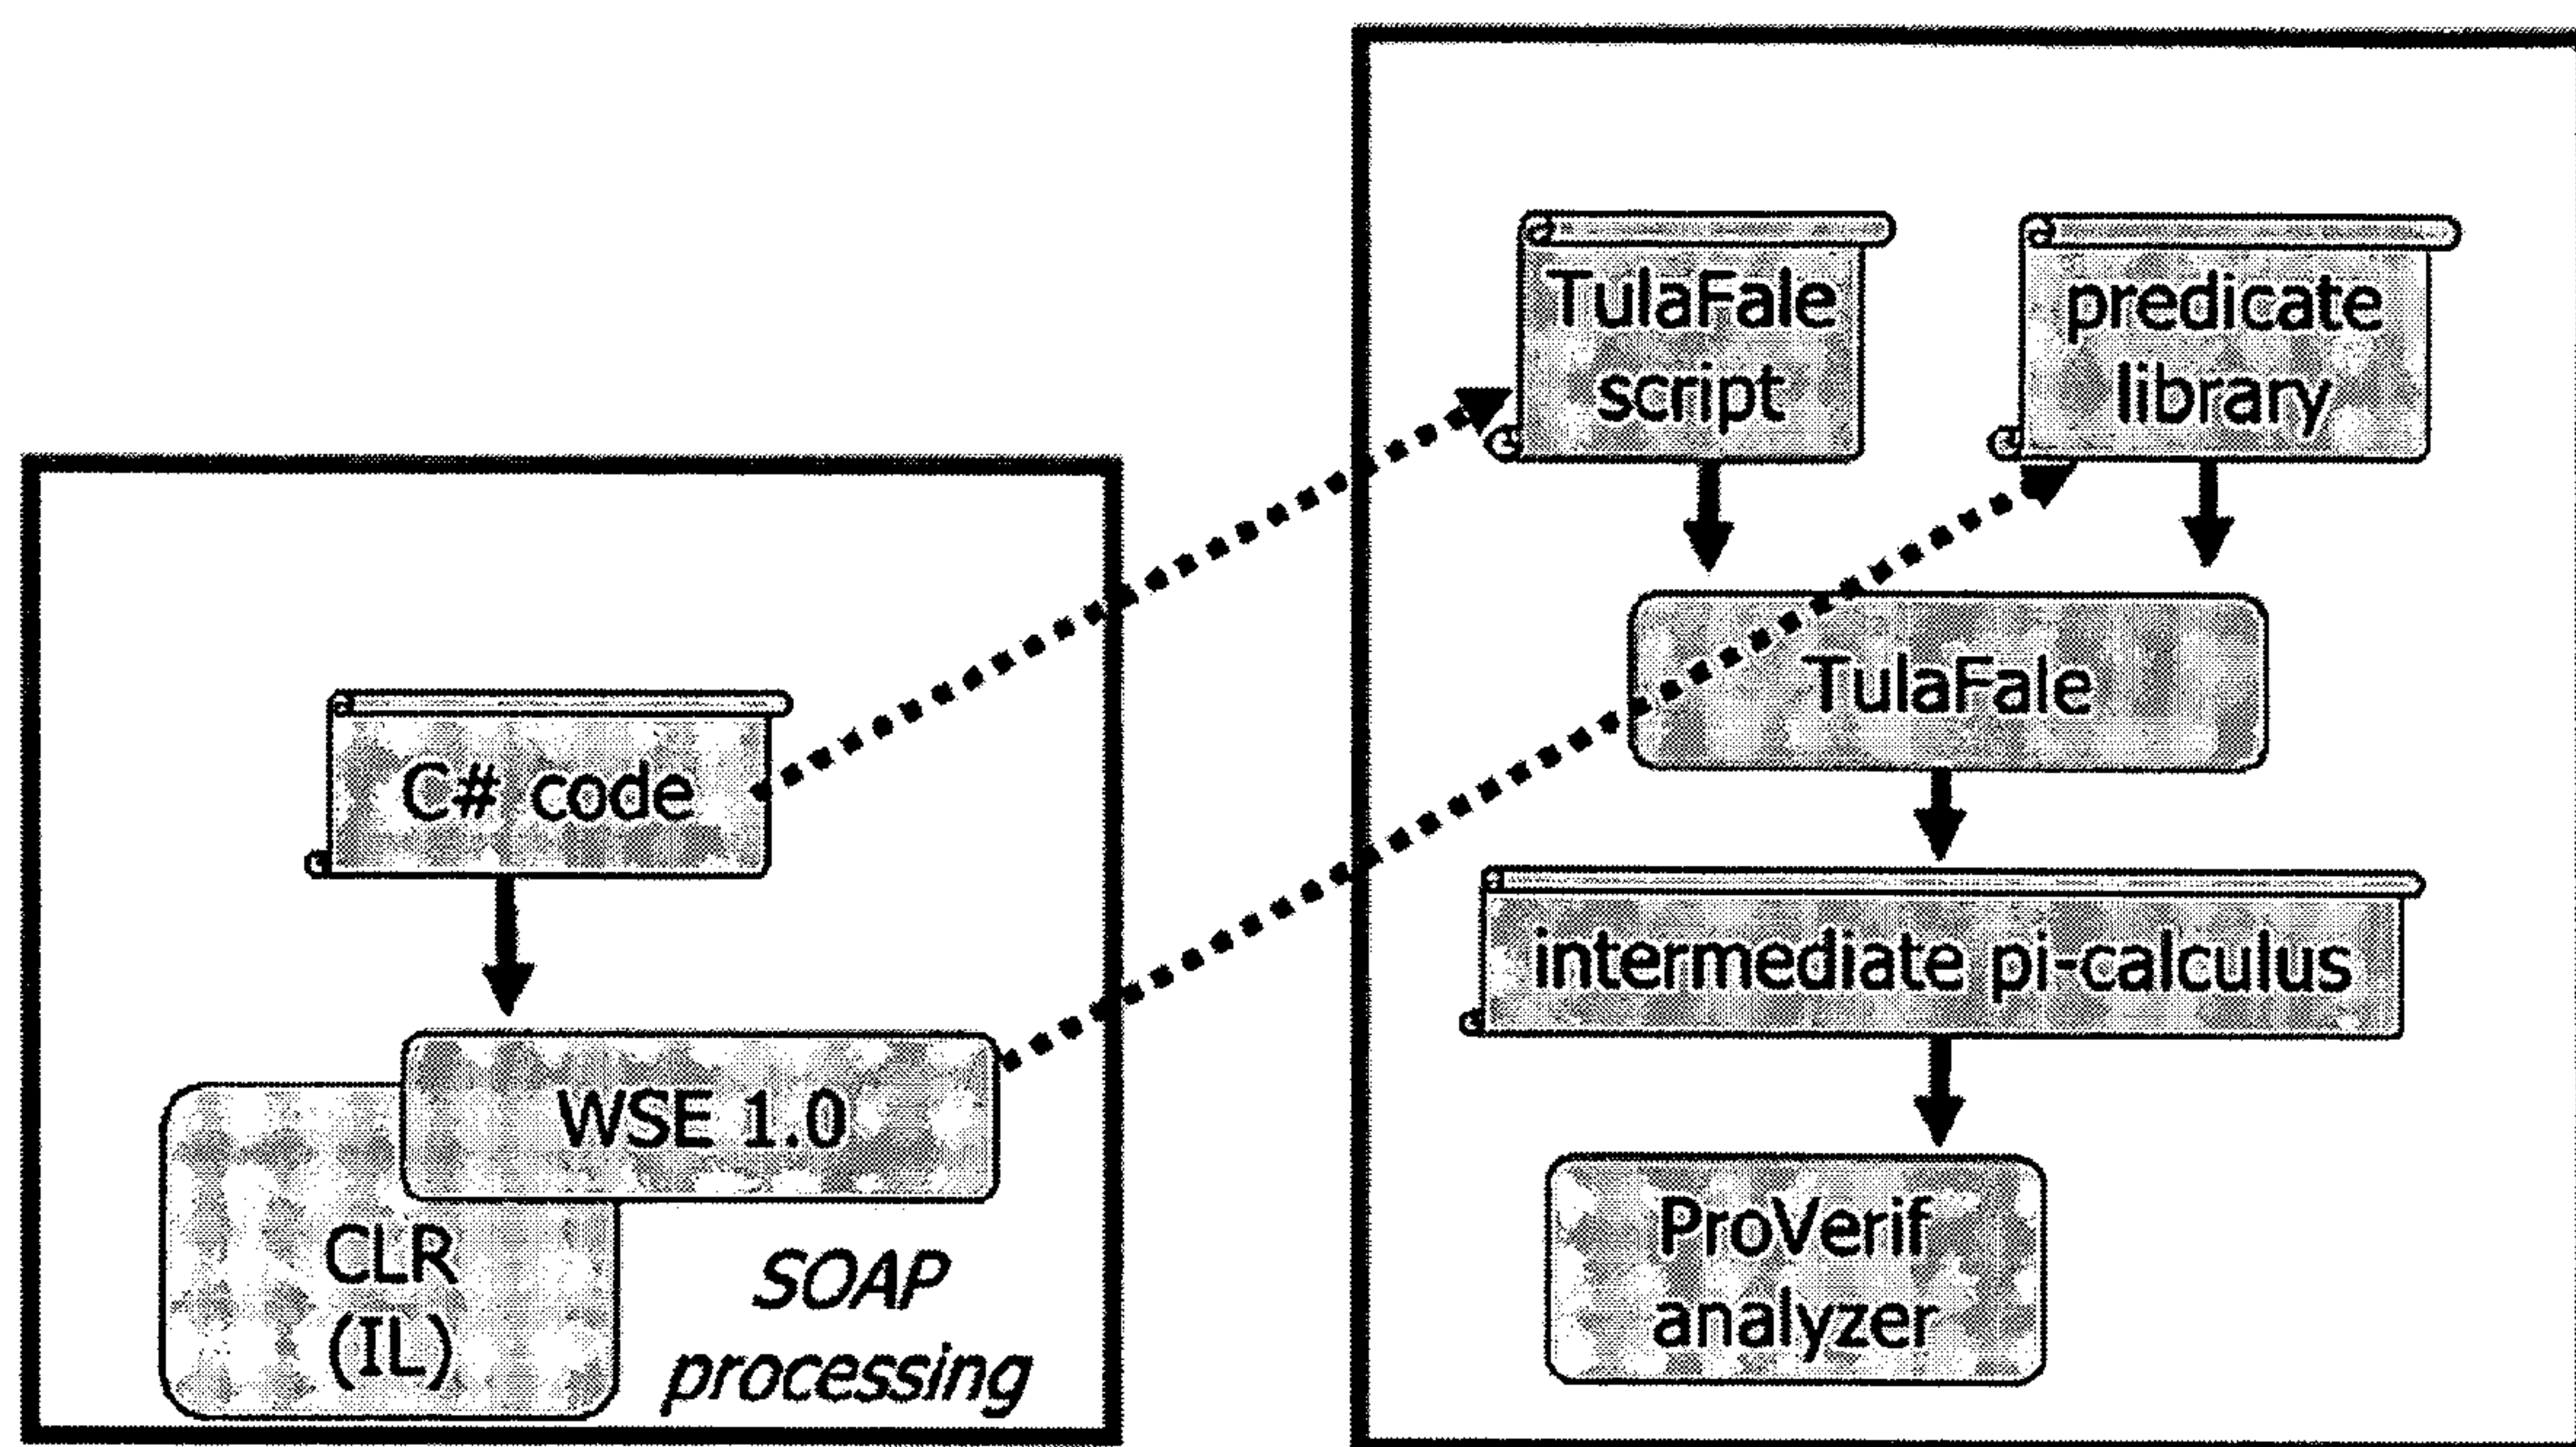 TulaFale
script
predicate
library
TulaFale
C# code
intermediate pi-calculus
WSE 1.0
CLR
(IL)
SOAP
processing
ProVerif
analyzer